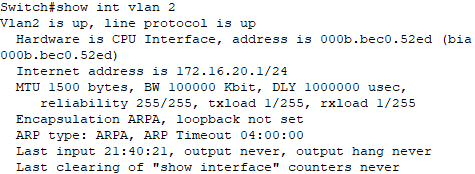 Switch#show int vlan 2
Vlan2 is up, line protocol is up
Hardware is CPU Interface, address is 000b.bec0.52ed (bia
000b.bec0.52ed)
Internet address is 172.16.20.1/24
MTU 1500 bytes, BW 100000 Kbit, DLY 1000000 usec,
reliability 255/255, txload 1/255, rxload 1/255
Encapsulation ARPA, loopback not set
ARP type: ARPA, ARP Timeout 04:00:00
Last input 21:40:21, output never, output hang never
Last clearing of "show interface" counters never